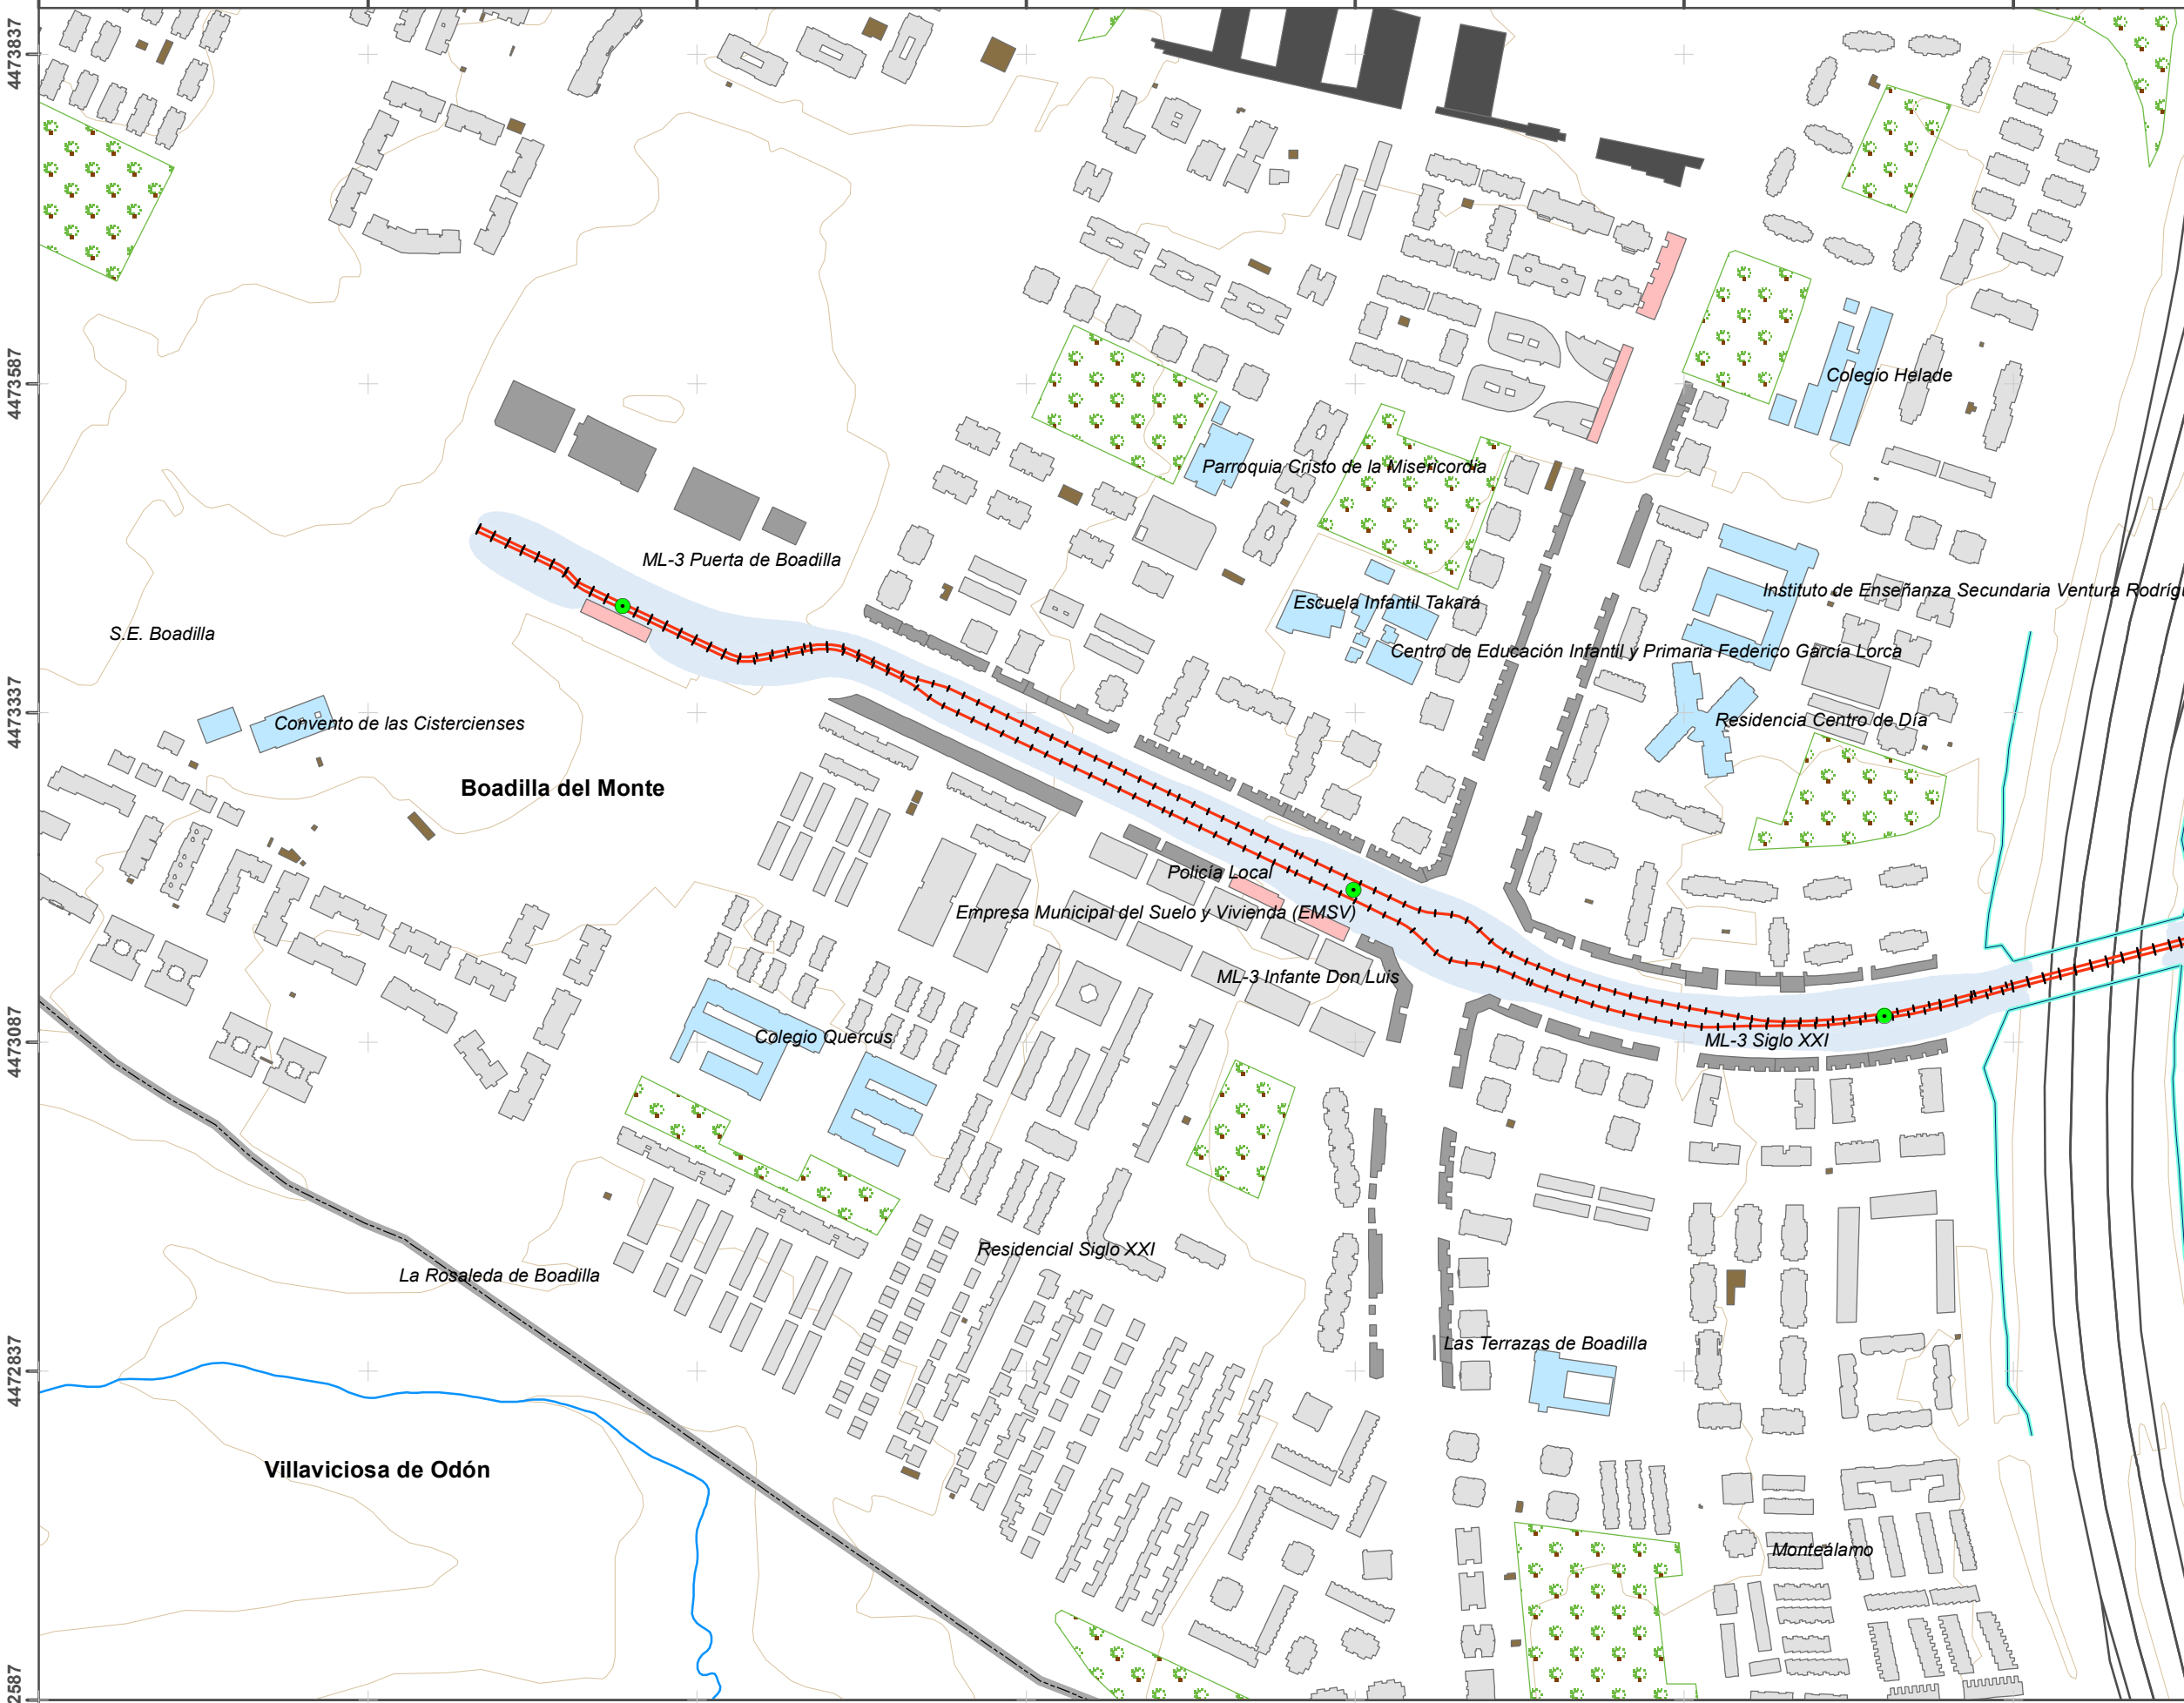 4473837
4473587
Colegio Helade
Parroquia Cristo de la Misericordia
ML-3 Puerta de Boadilla
Instituto de Enseñanza Secundaria Ventura Rodrígu
Escuela Infantil Takará
S.E. Boadilla
Centro de Educación Infantil y Primaria Federico García Lorca
4473337
Convento de las Cistercienses
Residencia Centro de Día
Boadilla del Monte
Policía Local
Empresa Municipal del Suelo y Vivienda (EMSV)
ML-3 Infante Don Luis
4473087
Colegio Quercus
ML-3 Siglo XXI
Residencial Siglo XXI
La Rosaleda de Boadilla
Las Terrazas de Boadilla
4472837
Villaviciosa de Odón
Monteálamo
2587